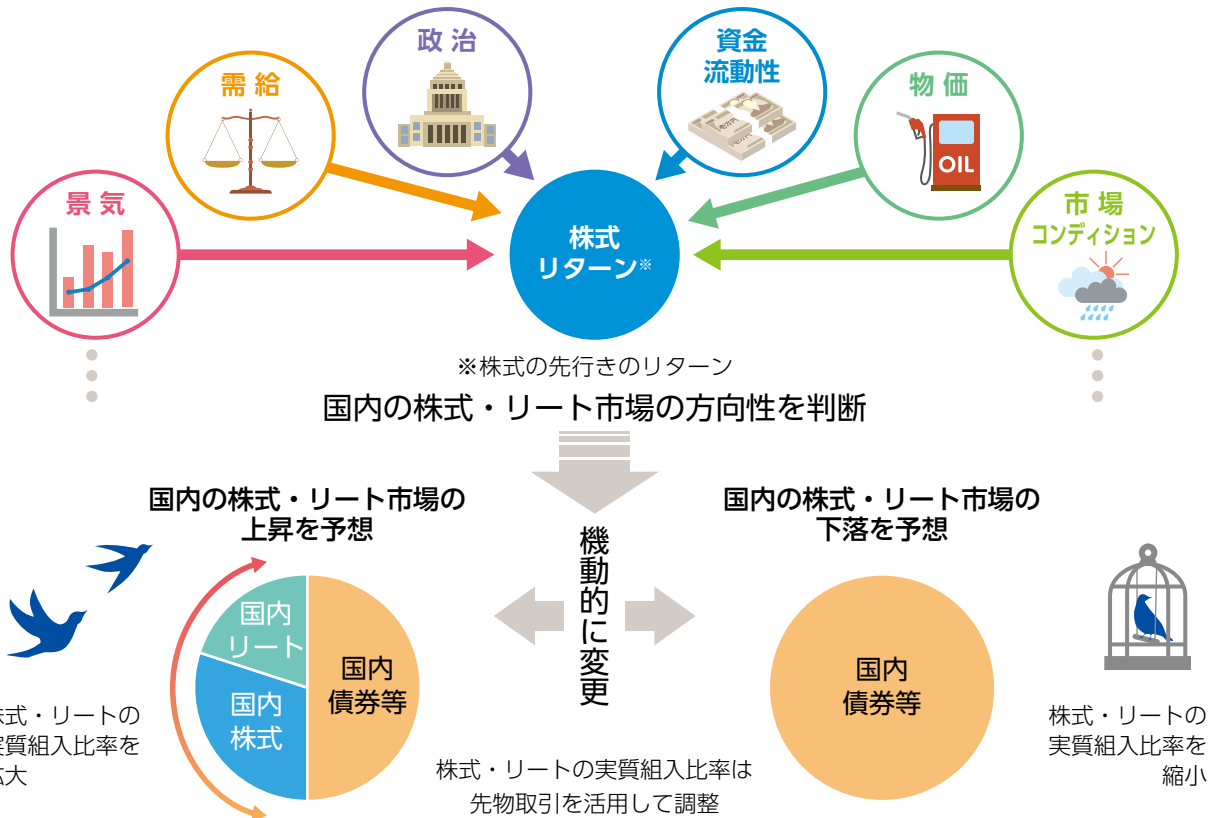 政 治
資金
流動性
需 給
物 価
OIL
景 気
市 場
コンディション
株式
リターン※
※株式の先行きのリターン
国内の株式・リート市場の方向性を判断
国内の株式・リート市場の
上昇を予想
国内の株式・リート市場の
下落を予想
機動的に変更
国内
リート
国内
株式
国内
債券等
国内
債券等
株式・リートの
実質組入比率を
拡大
株式・リートの実質組入比率は
先物取引を活用して調整
株式・リートの
実質組入比率を
縮小